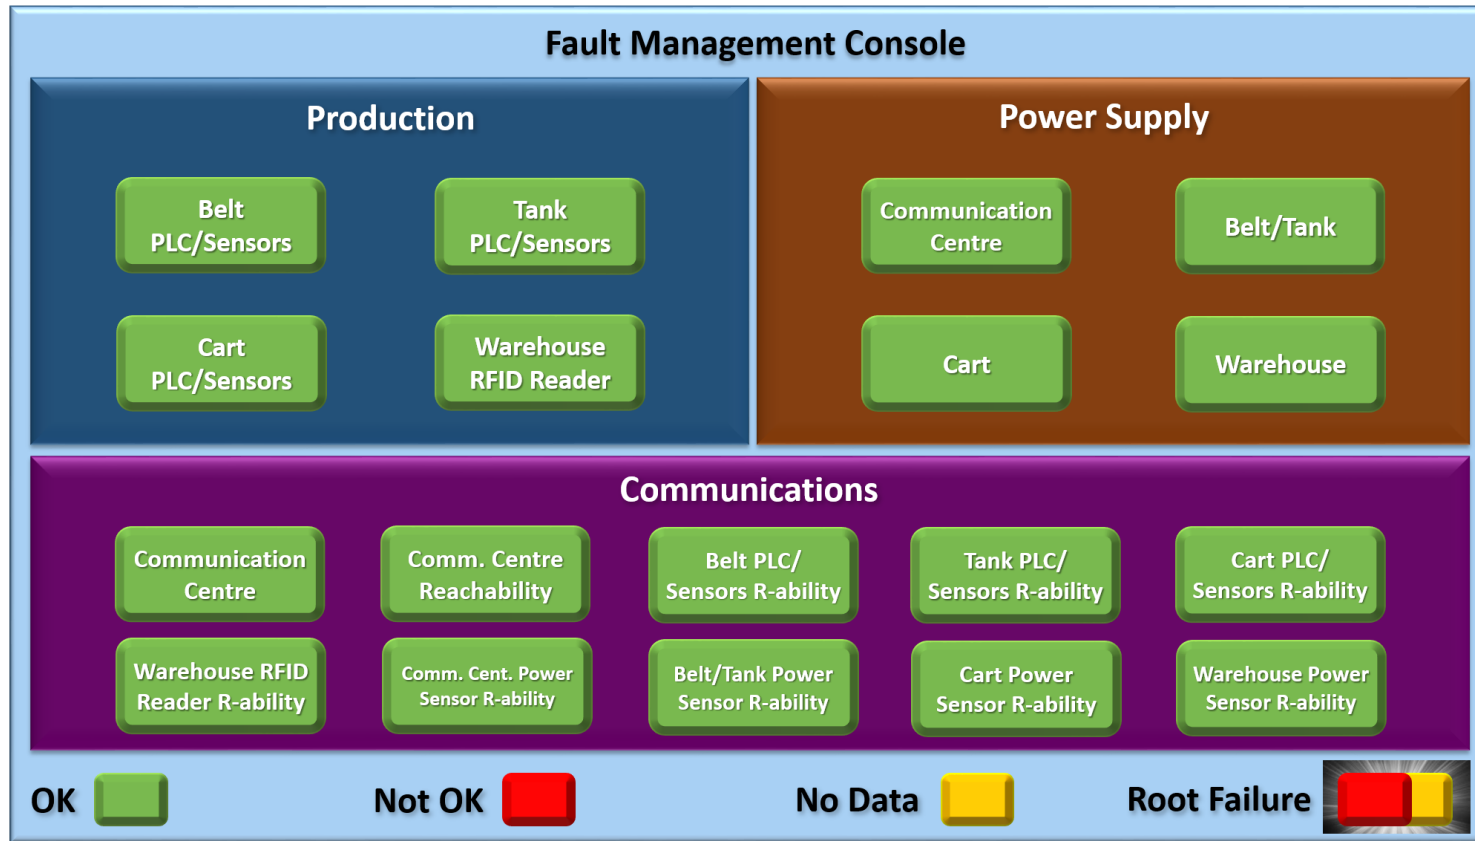 Fault Management Console
Production
Belt
PLC/Sensors
Tank
PLC/Sensors
Cart
PLC/Sensors
Warehouse
RFID Reader
Power Supply
Communication
Centre
Belt/Tank
Cart
Warehouse
Communications
Communication
Centre
Comm. Centre
Reachability
Belt PLC/
Sensors R-ability
Tank PLC/
Sensors R-ability
Cart PLC/
Sensors R-ability
Warehouse RFID
Reader R-ability
Comm. Cent. Power
Sensor R-ability
Belt/Tank Power
Sensor R-ability
Cart Power
Sensor R-ability
Warehouse Power
Sensor R-ability
OK
Not OK
No Data
Root Failure